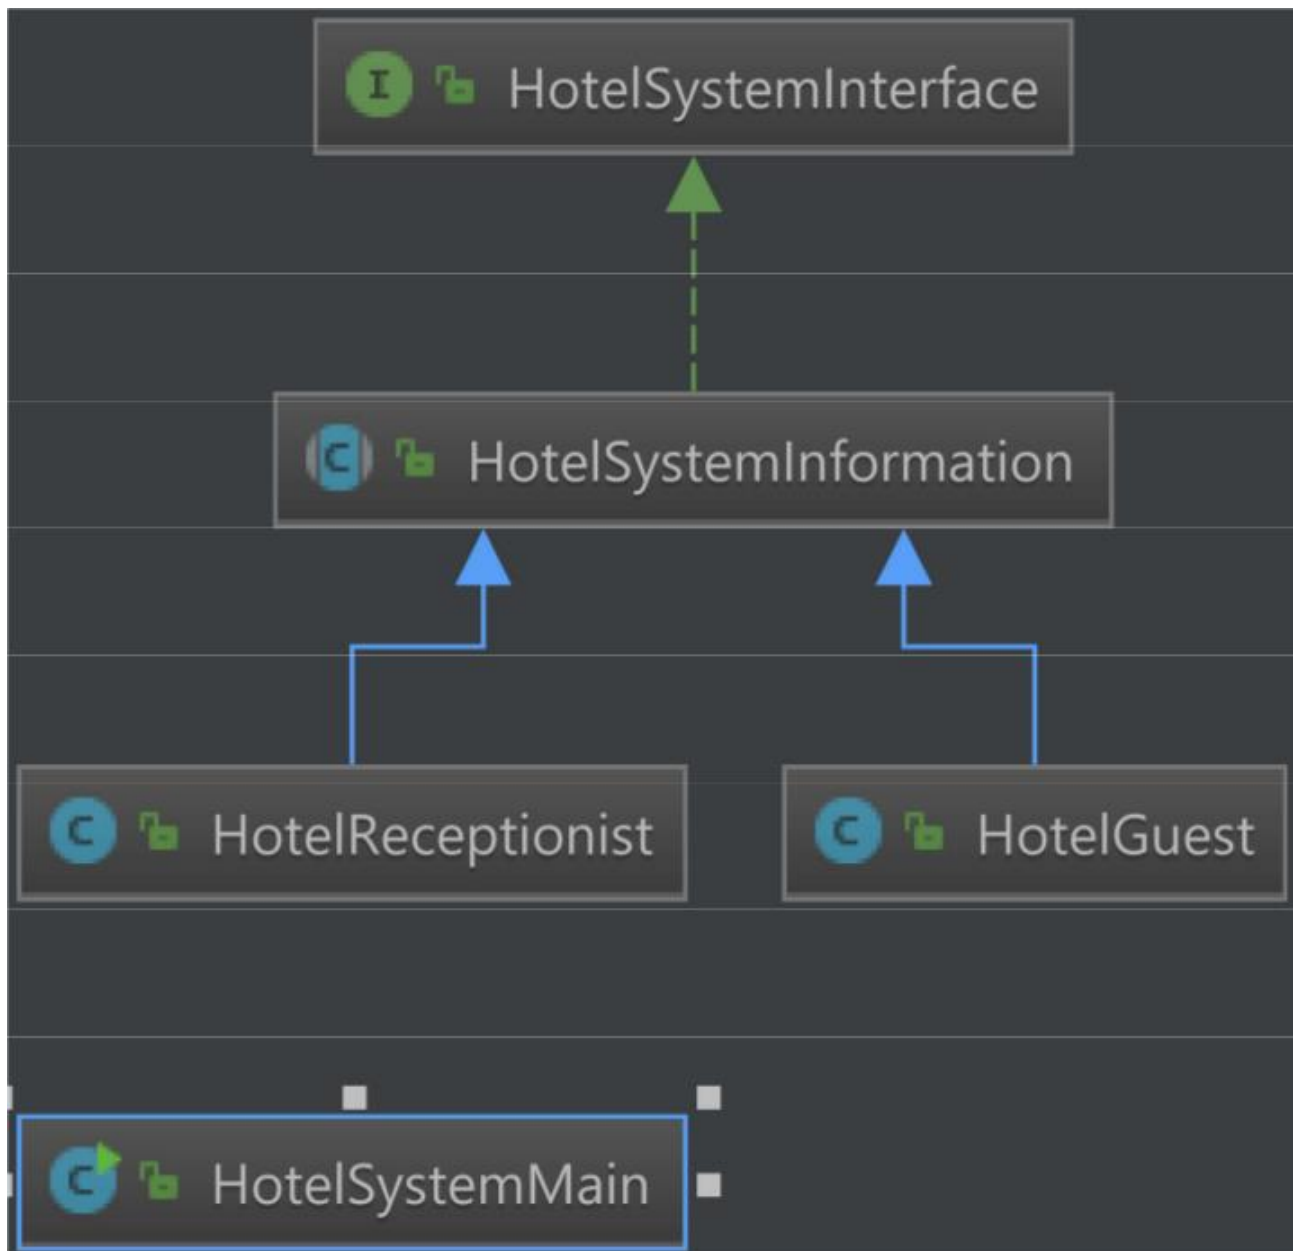 I HotelSystemInterface
C HotelSystemInformation
C HotelReceptionist
C HotelGuest
C HotelSystemMain